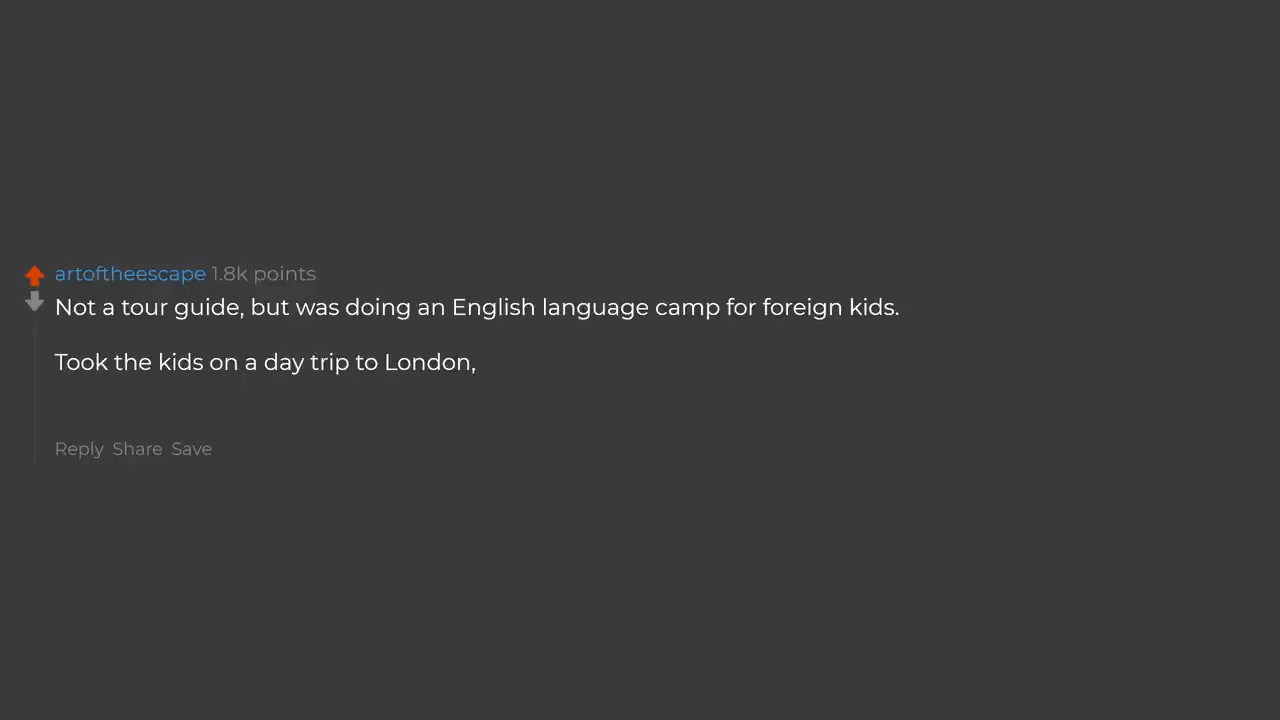 artoftheescape 1.8k points
Not a tour guide, but was doing an English language camp for foreign kids.
Took the kids on a day trip to London,
Reply Share Save